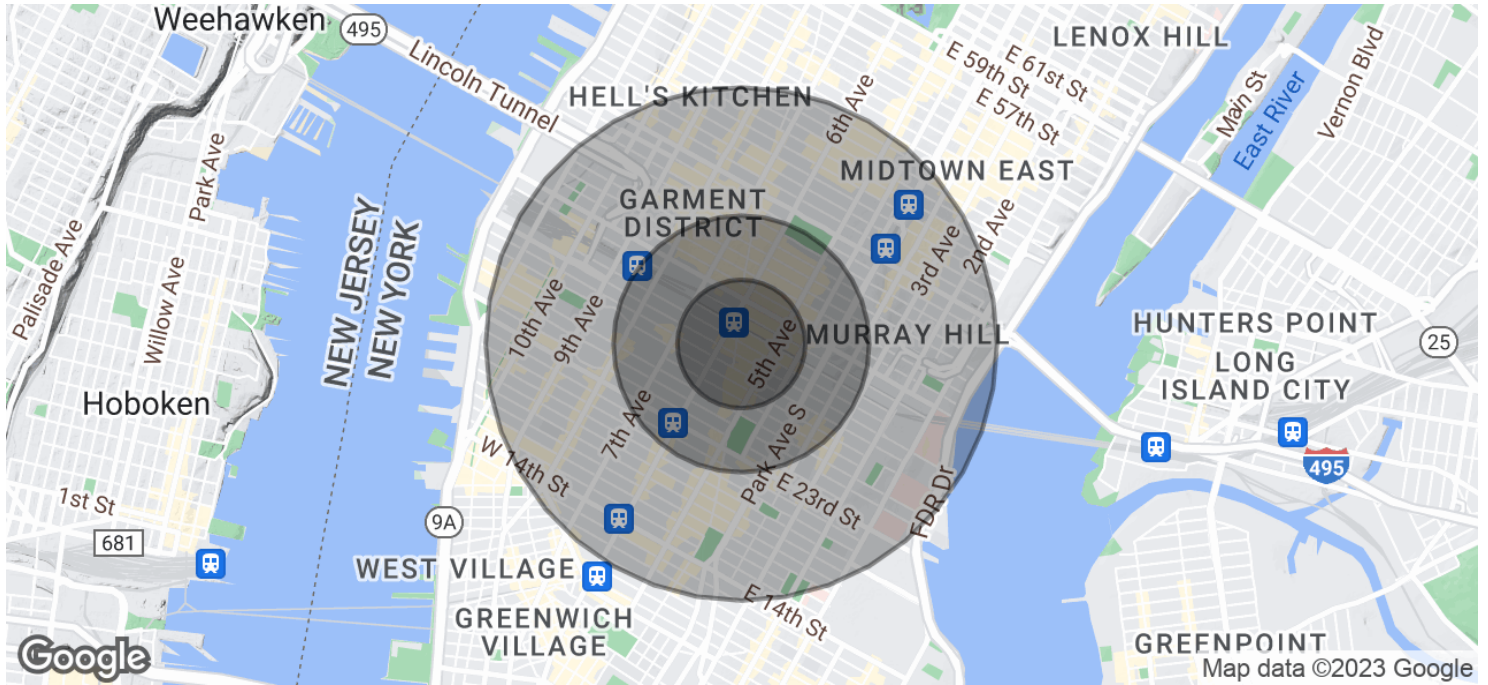 Weehawken
495
Lincoln Tunnel
LENOX HILL
E 61st St
E 59th St
E 57th St
Main St
East River
Vernon Blvd
HELL'S KITCHEN
6th Ave
MIDTOWN EAST
Park Ave
GARMENT
DISTRICT
Palisade Ave
Willow Ave
NEW JERSEY
NEW YORK
10th Ave
9th Ave
5th Ave
3rd Ave
2nd Ave
MURRAY HILL
HUNTERS POINT
25
LONG
ISLAND CITY
Hoboken
7th Ave
Park Ave S
W 14th St
E 23rd St
495
FDR Dr
1st St
9A
681
WEST VILLAGE
E 14th St
GREENWICH
VILLAGE
GREENPOINT
Google
Map data ©2023 Google